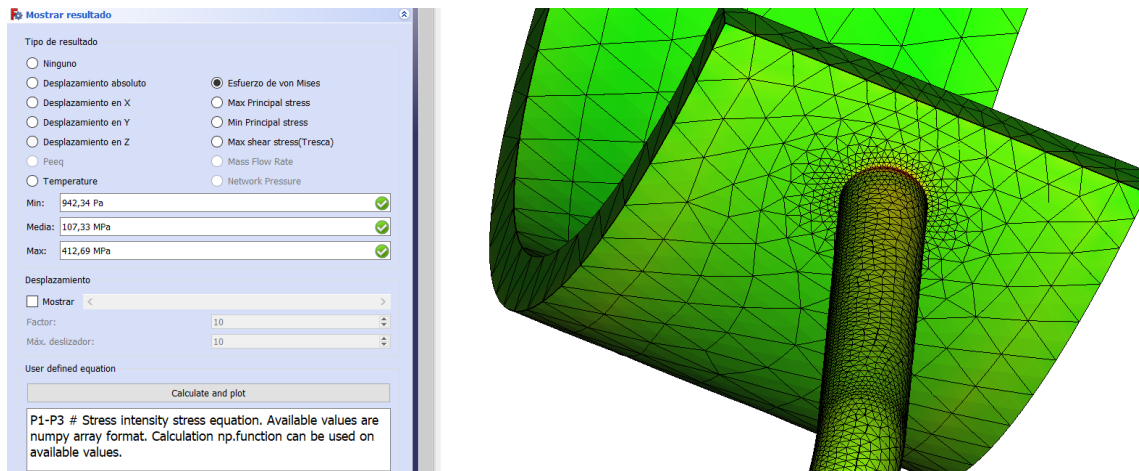 Mostrar resultado
Tipo de resultado
Ninguno
Desplazamiento absoluto
Esfuerzo de von Mises
Desplazamiento en X
Max Principal stress
Desplazamiento en Y
Min Principal stress
Desplazamiento en Z
Max shear stress(Tresca)
Peeq
Mass Flow Rate
Temperature
Network Pressure
Min: 942,34 Pa
Media: 107,33 MPa
Max: 412,69 MPa
Desplazamiento
Mostrar
Factor: 10
Máx. deslizador: 10
User defined equation
Calculate and plot
P1-P3 # Stress intensity stress equation. Available values are
numpy array format. Calculation np.function can be used on
available values.